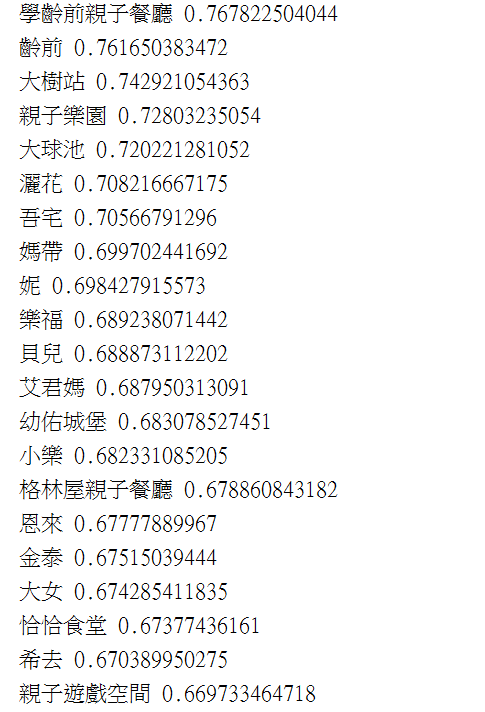 學齡前親子餐廳 0.767822504044
齡前 0.761650383472
大樹站 0.742921054363
親子樂園 0.72803235054
大球池 0.720221281052
灑花 0.708216667175
吾宅 0.70566791296
媽帶 0.699702441692
妮 0.698427915573
樂福 0.689238071442
貝兒 0.688873112202
艾君媽 0.687950313091
幼佑城堡 0.683078527451
小樂 0.682331085205
格林屋親子餐廳 0.678860843182
恩來 0.67777889967
金泰 0.67515039444
大女 0.674285411835
恰恰食堂 0.67377436161
希去 0.670389950275
親子遊戲空間 0.669733464718